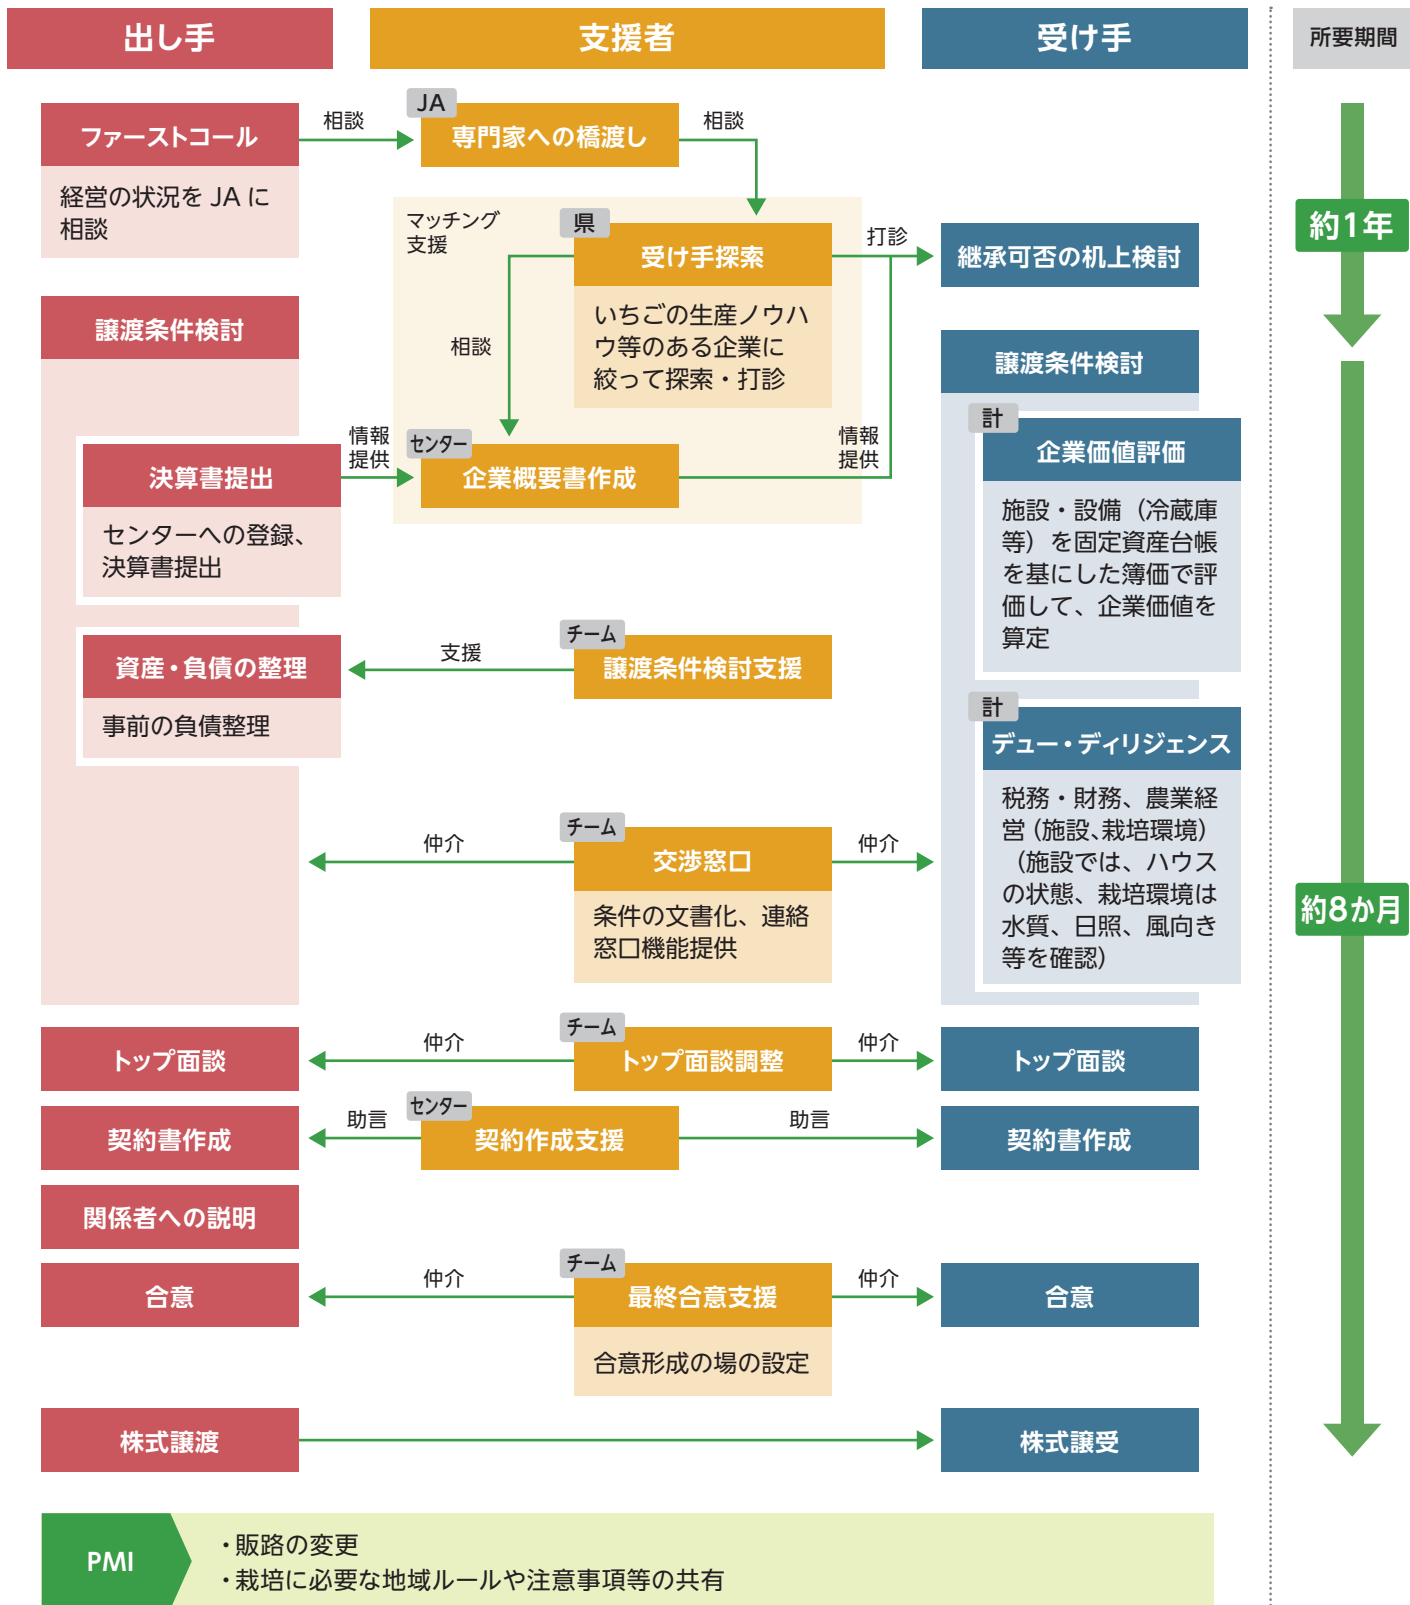 出し手
支援者
受け手
所要期間
ファーストコール
経営の状況を JA に
相談
相談
JA
専門家への橋渡し
相談
マッチング
支援
県
受け手探索
いちごの生産ノウハ
ウ等のある企業に
絞って探索・打診
打診
継承可否の机上検討
約1年
相談
譲渡条件検討
譲渡条件検討
決算書提出
センターへの登録、
決算書提出
情報
提供
センター
企業概要書作成
情報
提供
計
企業価値評価
施設・設備（冷蔵庫
等）を固定資産台帳
を基にした簿価で評
価して、企業価値を
算定
資産・負債の整理
事前の負債整理
支援
チーム
譲渡条件検討支援
計
デュー・ディリジェンス
税務・財務、農業経
営（施設、栽培環境）
（施設では、ハウス
の状態、栽培環境は
水質、日照、風向き
等を確認）
仲介
チーム
交渉窓口
条件の文書化、連絡
窓口機能提供
仲介
約8か月
トップ面談
仲介
チーム
トップ面談調整
仲介
トップ面談
契約書作成
助言
センター
契約作成支援
助言
契約書作成
関係者への説明
合意
仲介
チーム
最終合意支援
合意形成の場の設定
仲介
合意
株式譲渡
株式譲受
PMI
・販路の変更
・栽培に必要な地域ルールや注意事項等の共有